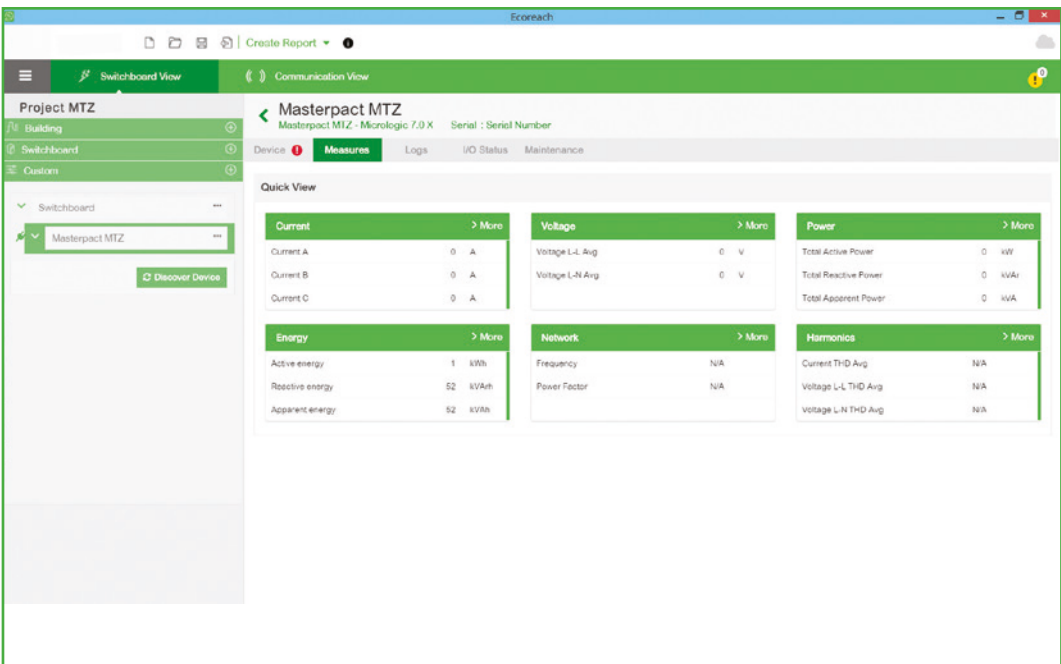 Ecoreach
Create Report
Switchboard View
Communication View
0
Project MTZ
Building
Switchboard
Custom
Switchboard
Masterpact MTZ
Discover Device
Masterpact MTZ
Masterpact MTZ - Micrologic 7.0 X Serial : Serial Number
Device Measures Logs I/O Status Maintenance
Quick View
Current > More
Current A 0 A
Current B 0 A
Current C 0 A
Voltage > More
Voltage L-L Avg 0 V
Voltage L-N Avg 0 V
Power > More
Total Active Power 0 kW
Total Reactive Power 0 kVAr
Total Apparent Power 0 kVA
Energy > More
Active energy 1 kWh
Reactive energy 52 kVArh
Apparent energy 52 kVAh
Network > More
Frequency N/A
Power Factor N/A
Harmonics > More
Current THD Avg N/A
Voltage L-L THD Avg N/A
Voltage L-N THD Avg N/A